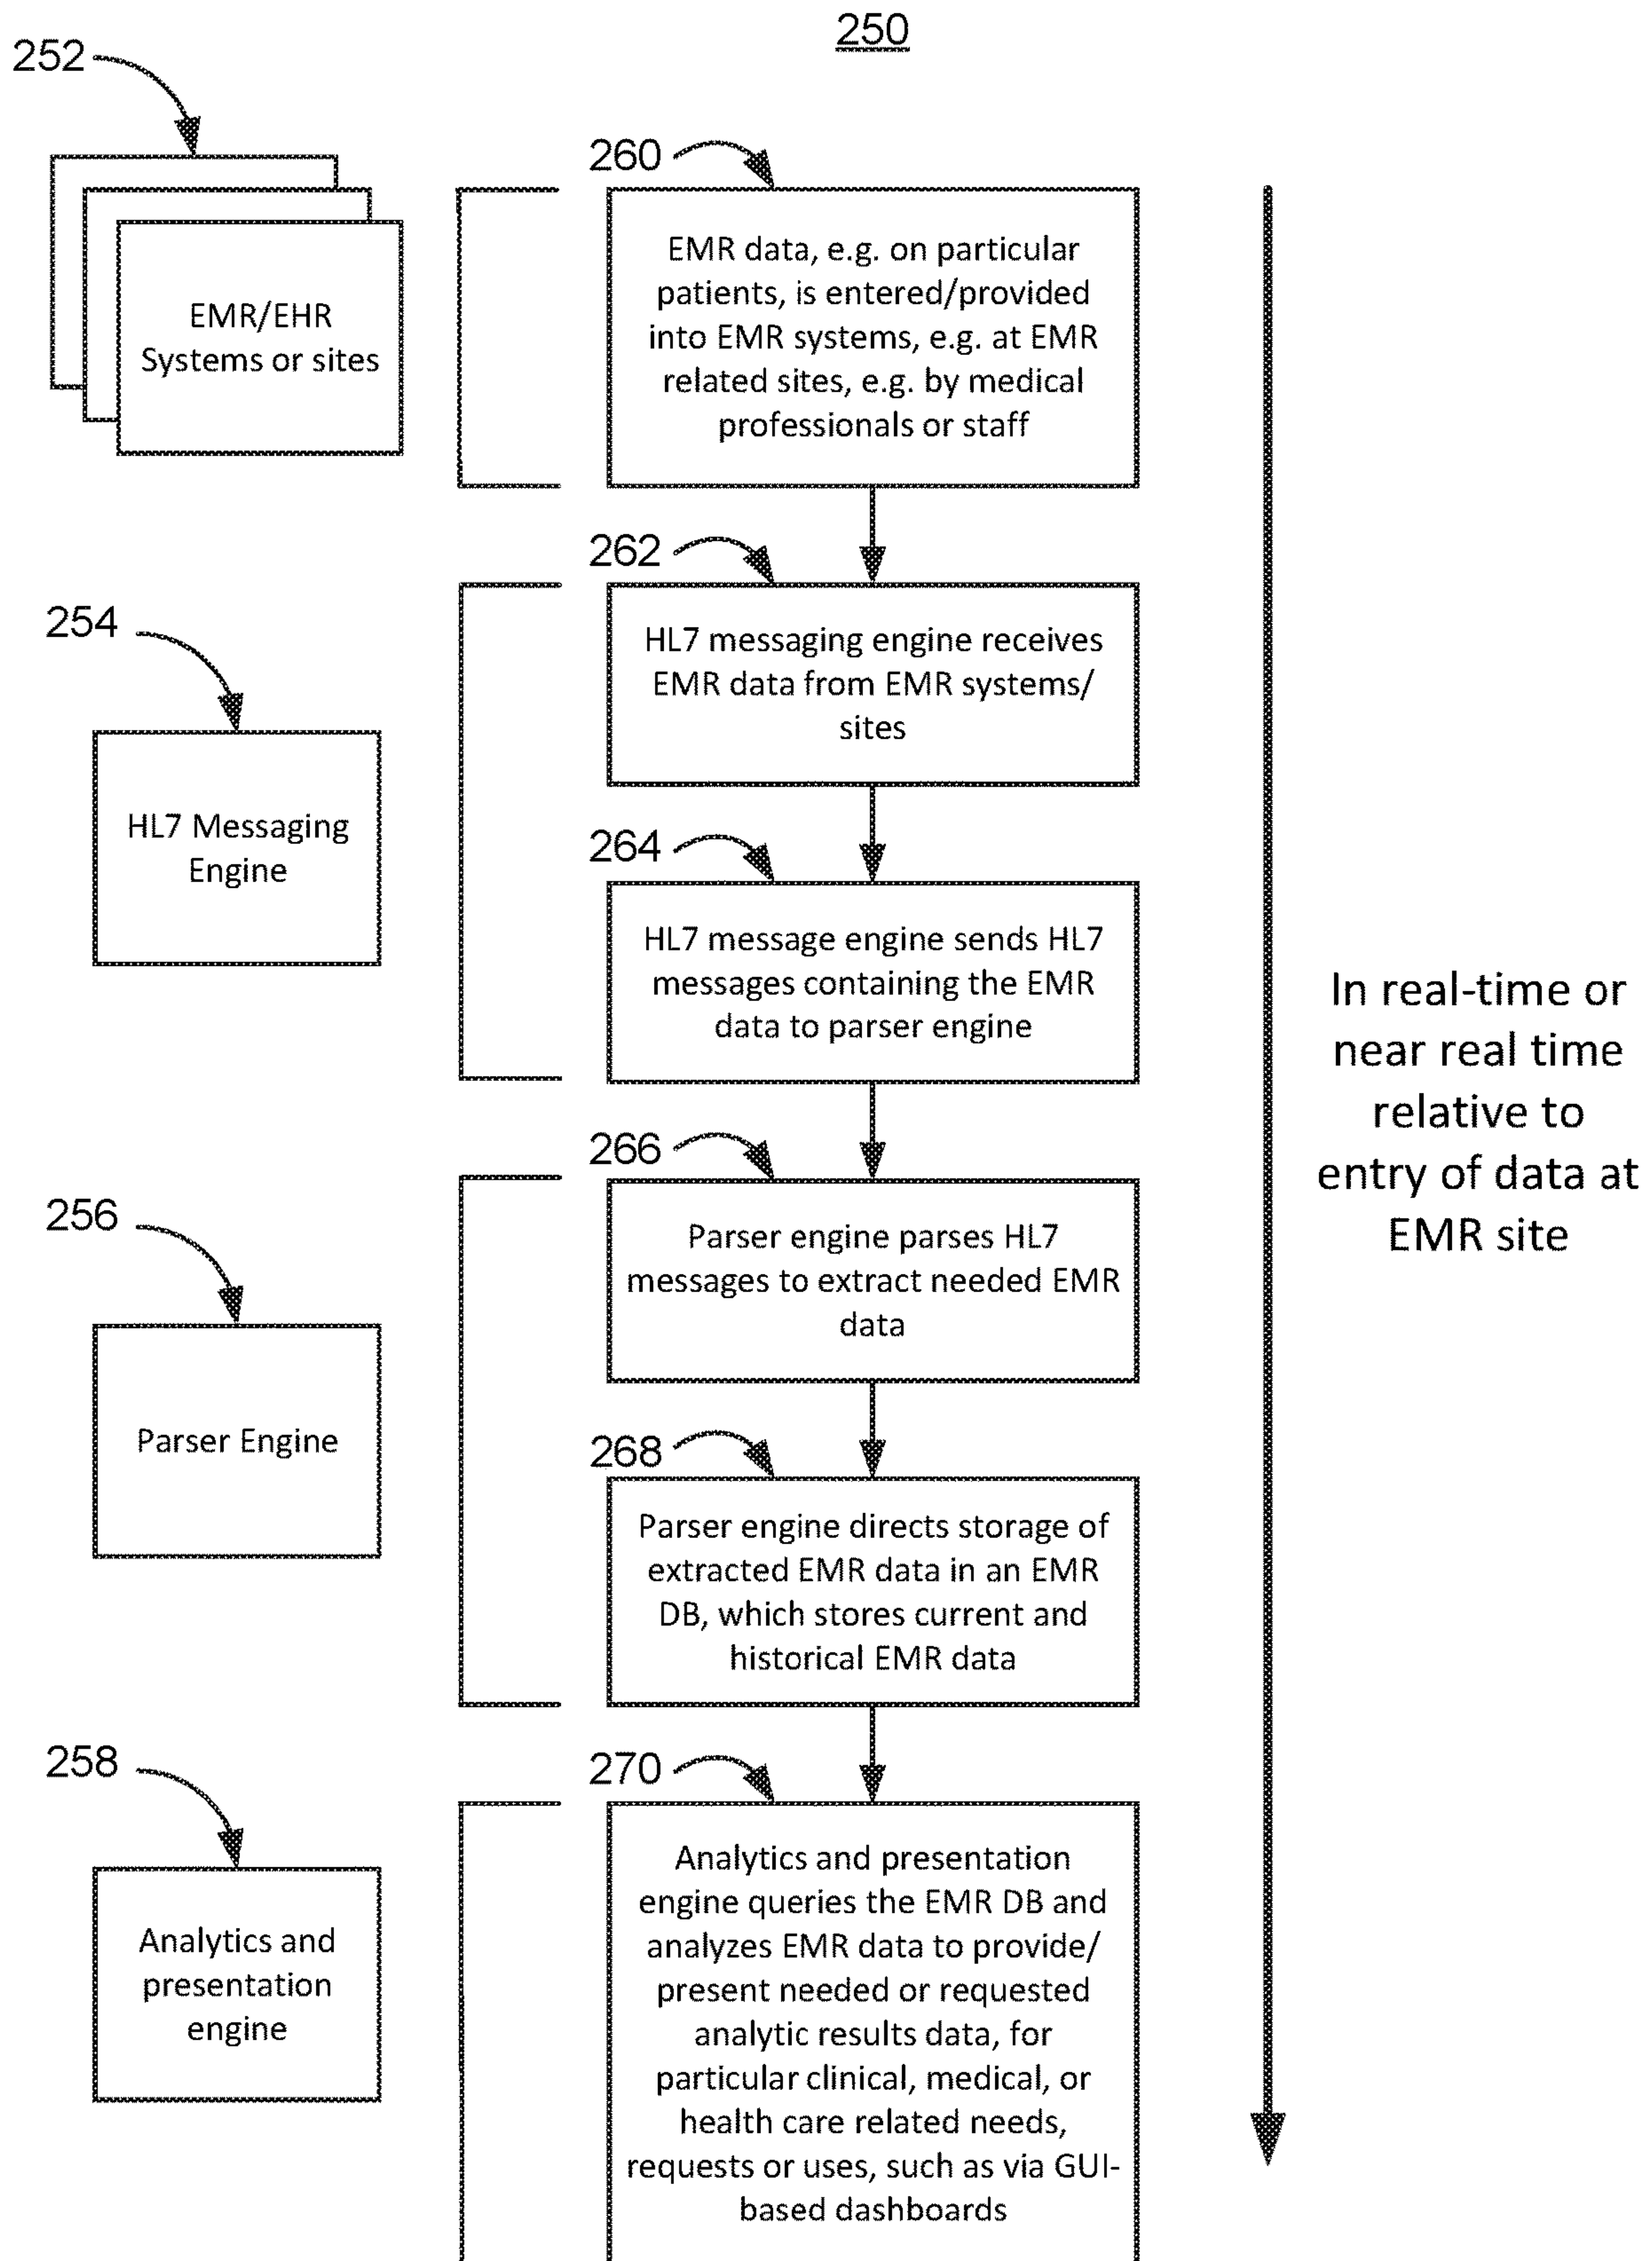 250
252
260
EMR data, e.g. on particular
patients, is entered/provided
into EMR systems, e.g. at EMR
related sites, e.g. by medical
professionals or staff
EMR/EHR
Systems or sites
262
HL7 messaging engine receives
EMR data from EMR systems/
sites
254
HL7 Messaging
Engine
264
HL7 message engine sends HL7
messages containing the EMR
data to parser engine
In real-time or
near real time
relative to
entry of data at
EMR site
266
Parser engine parses HL7
messages to extract needed EMR
data
256
Parser Engine
268
Parser engine directs storage of
extracted EMR data in an EMR
DB, which stores current and
historical EMR data
258
270
Analytics and presentation
engine queries the EMR DB and
analyzes EMR data to provide/
present needed or requested
analytic results data, for
particular clinical, medical, or
health care related needs,
requests or uses, such as via GUI-
based dashboards
Analytics and
presentation
engine